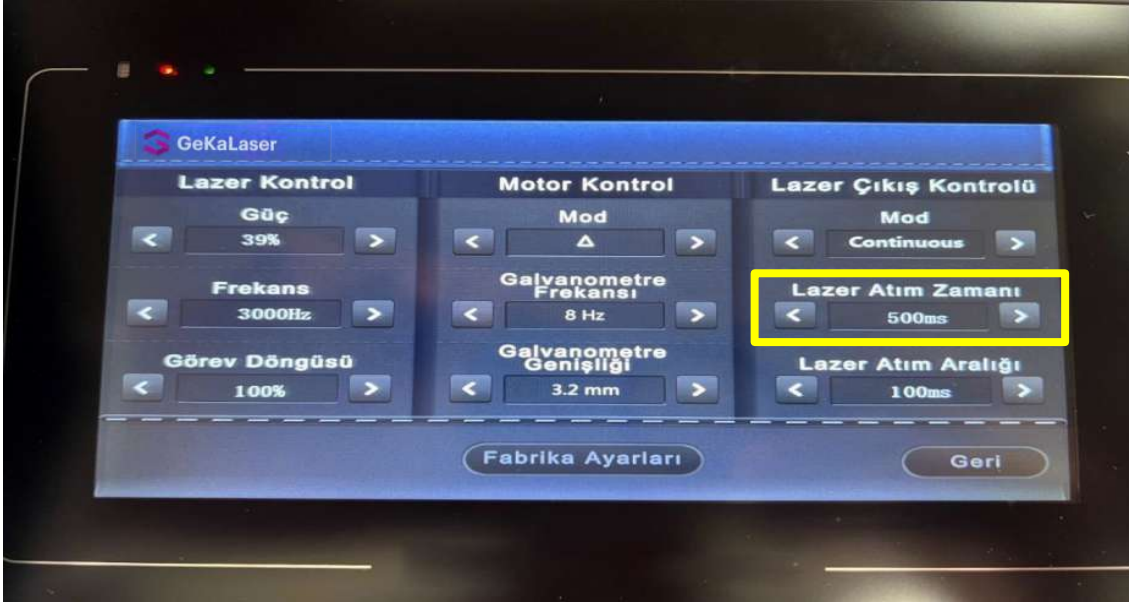 GeKaLaser
Lazer Kontrol
Güç
< 39% >
Frekans
< 3000Hz >
Görev Döngüsü
< 100% >
Motor Kontrol
Mod
< Δ >
Galvanometre
Frekansı
< 8 Hz >
Galvanometre
Genişliği
< 3.2 mm >
Lazer Çıkış Kontrolü
Mod
< Continuous >
Lazer Atım Zamanı
< 500ms >
Lazer Atım Aralığı
< 100ms >
Fabrika Ayarları
Geri